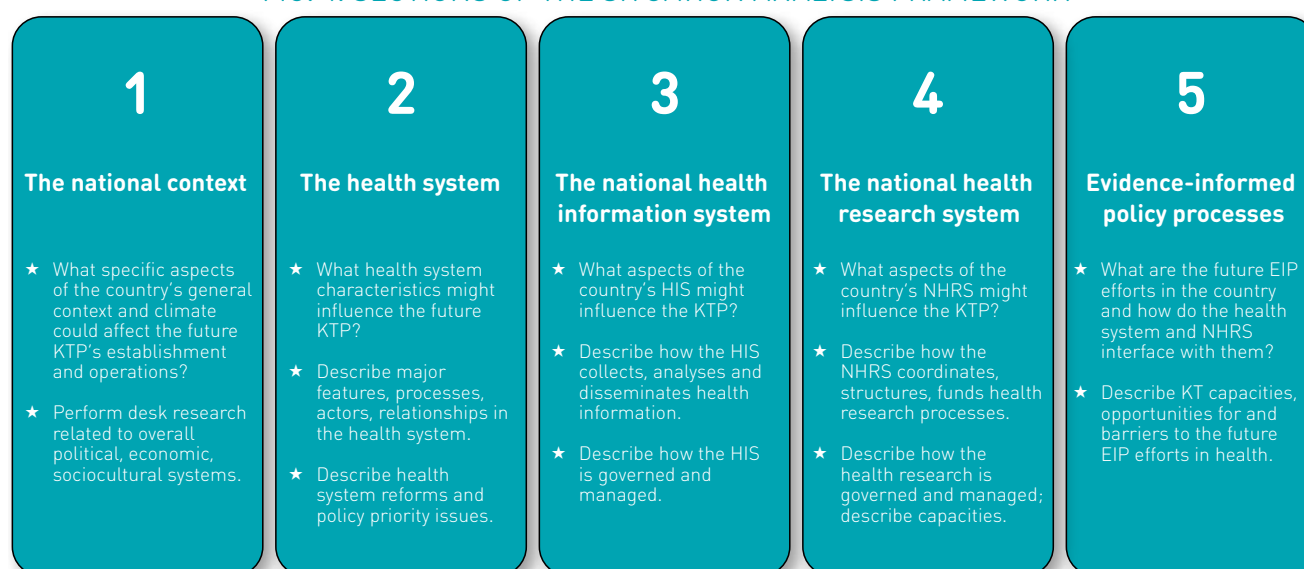 1
The national context
★ What specific aspects
of the country's general
context and climate
could affect the future
KTP's establishment
and operations?
★ Perform desk research
related to overall
political, economic,
sociocultural systems.
2
The health system
★ What health system
characteristics might
influence the future
KTP?
★ Describe major
features, processes,
actors, relationships in
the health system.
★ Describe health
system reforms and
policy priority issues.
3
The national health
information system
★ What aspects of the
country's HIS might
influence the KTP?
★ Describe how the HIS
collects, analyses and
disseminates health
information.
★ Describe how the HIS
is governed and
managed.
4
The national health
research system
★ What aspects of the
country's NHRS might
influence the KTP?
★ Describe how the
NHRS coordinates,
structures, funds health
research processes.
★ Describe how the
health research is
governed and managed;
describe capacities.
5
Evidence-informed
policy processes
★ What are the future EIP
efforts in the country
and how do the health
system and NHRS
interface with them?
★ Describe KT capacities,
opportunities for and
barriers to the future
EIP efforts in health.